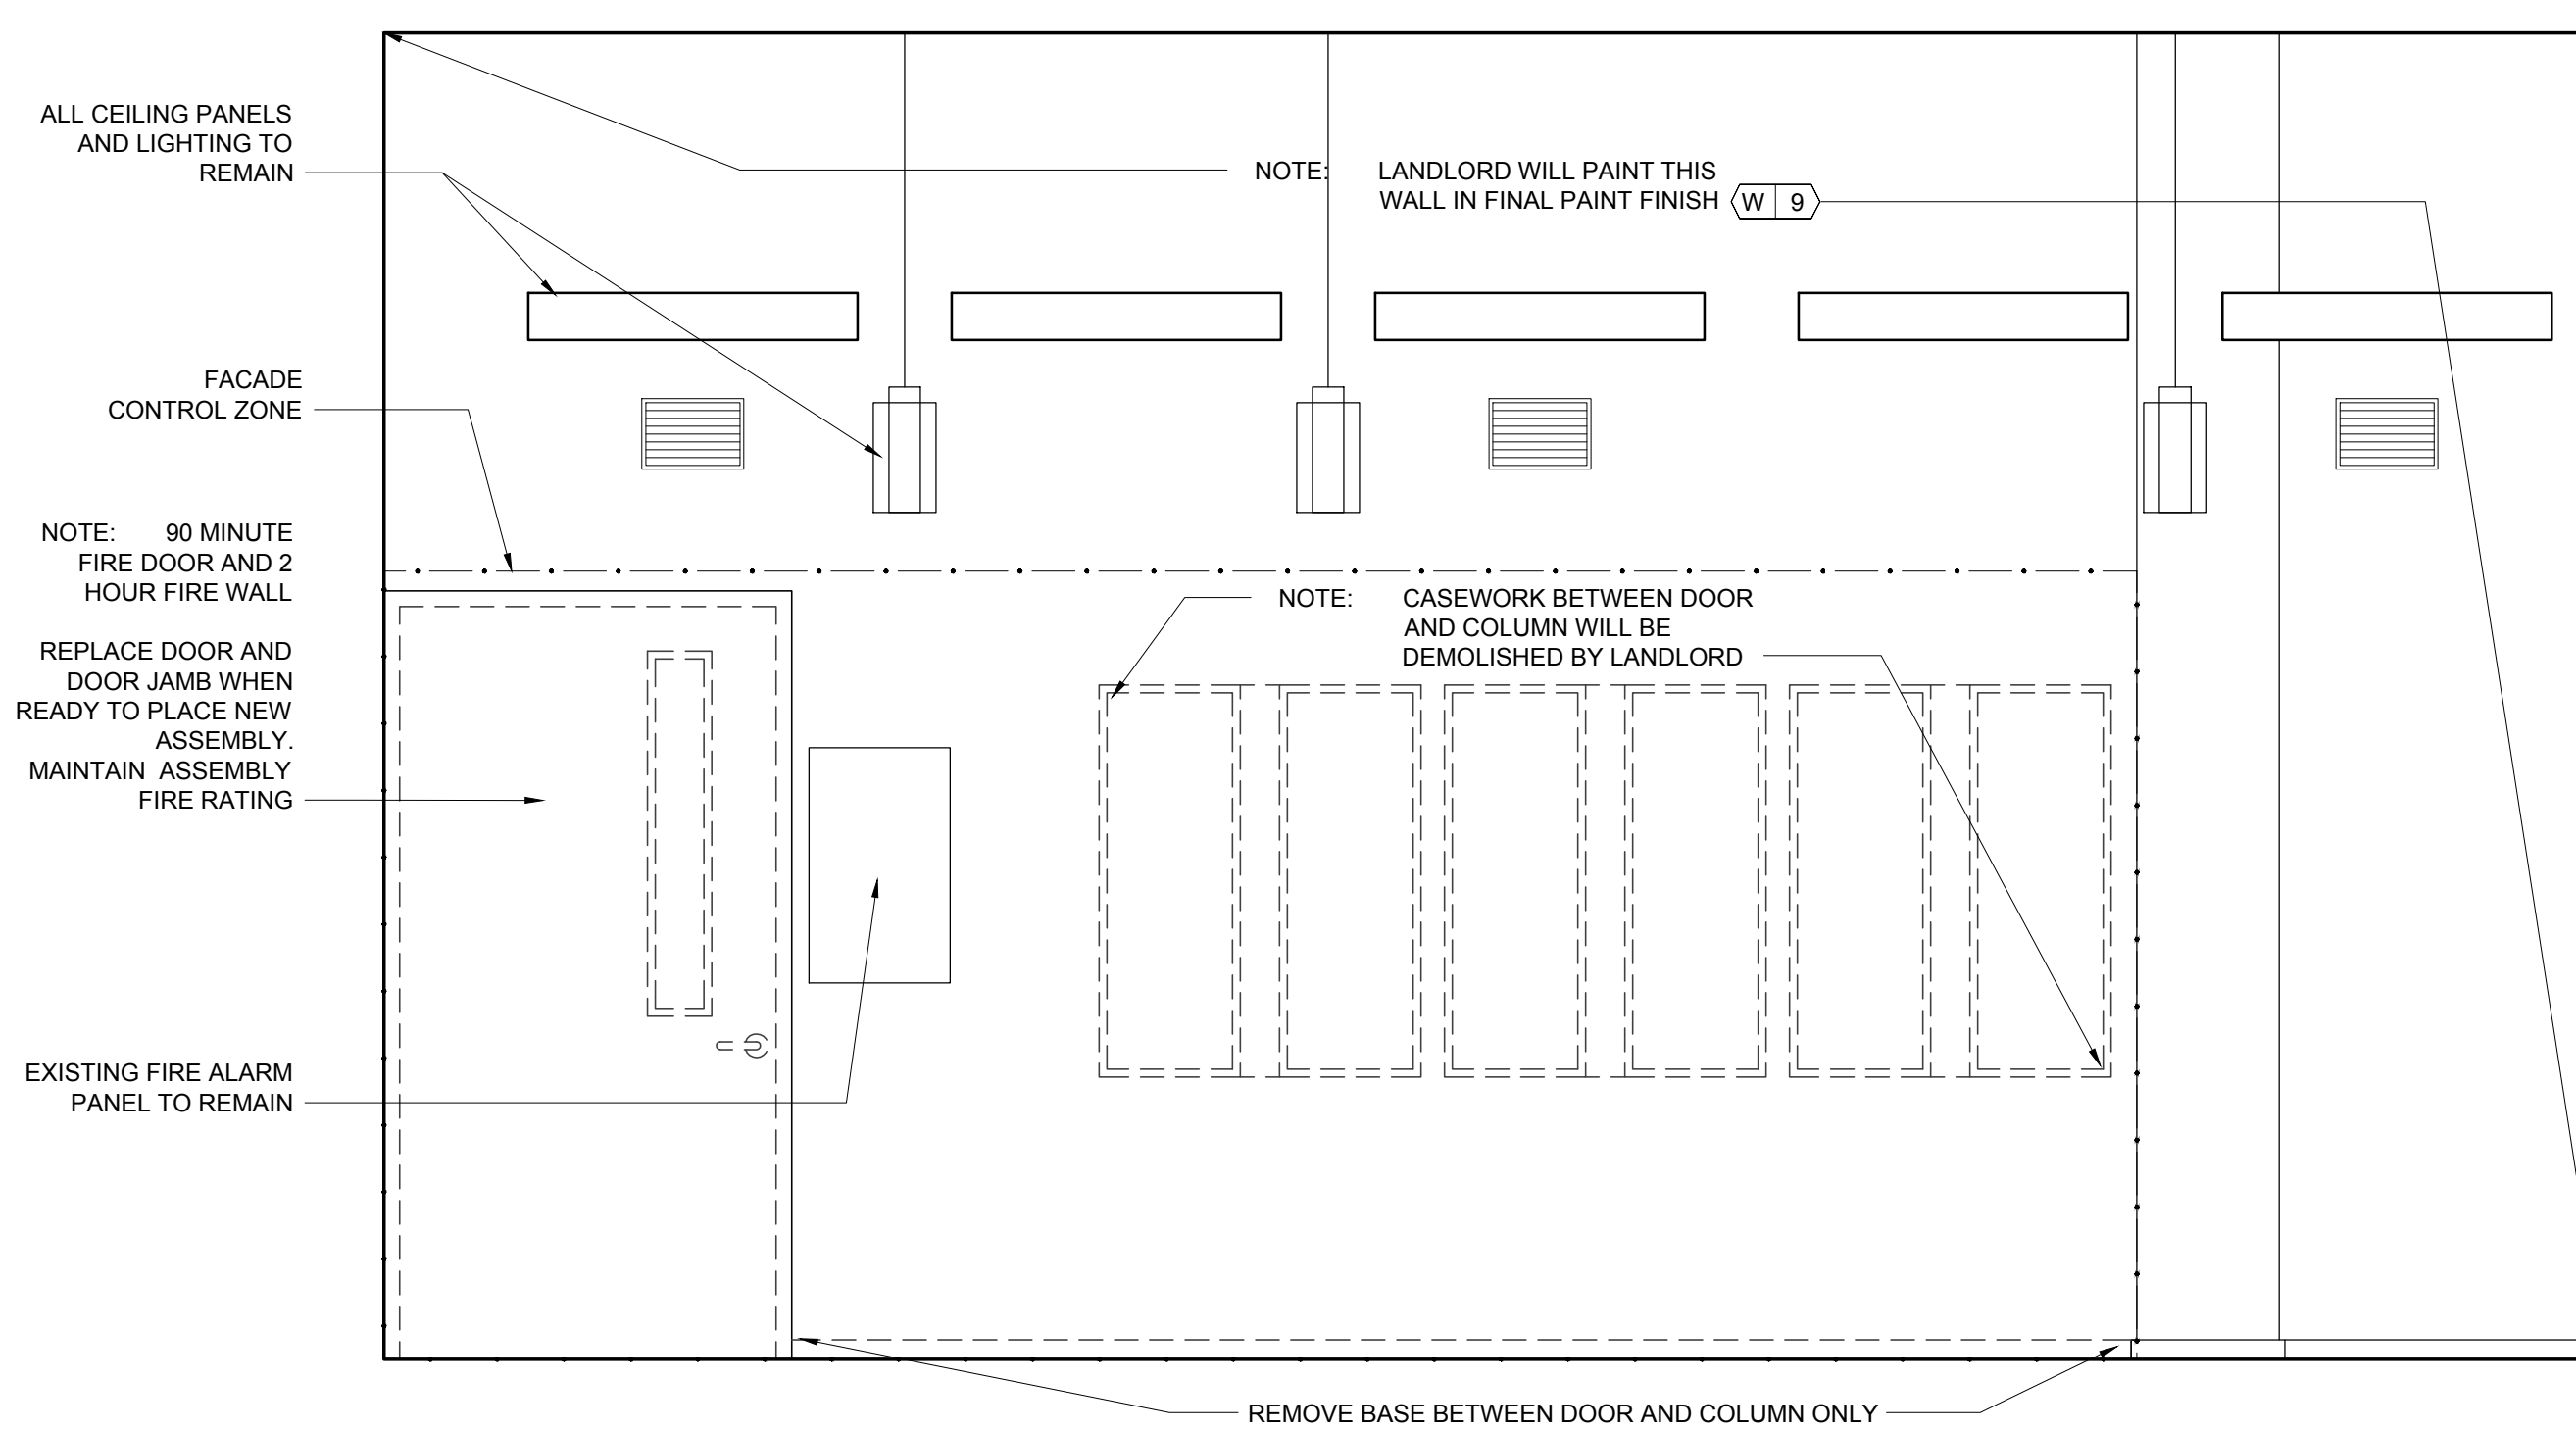 ALL CEILING PANELS
AND LIGHTING TO
REMAIN
NOTE: LANDLORD WILL PAINT THIS
WALL IN FINAL PAINT FINISH W 9
FACADE
CONTROL ZONE
NOTE: 90 MINUTE
FIRE DOOR AND 2
HOUR FIRE WALL
REPLACE DOOR AND
DOOR JAMB WHEN
READY TO PLACE NEW
ASSEMBLY.
MAINTAIN ASSEMBLY
FIRE RATING
NOTE: CASEWORK BETWEEN DOOR
AND COLUMN WILL BE
DEMOLISHED BY LANDLORD
EXISTING FIRE ALARM
PANEL TO REMAIN
REMOVE BASE BETWEEN DOOR AND COLUMN ONLY